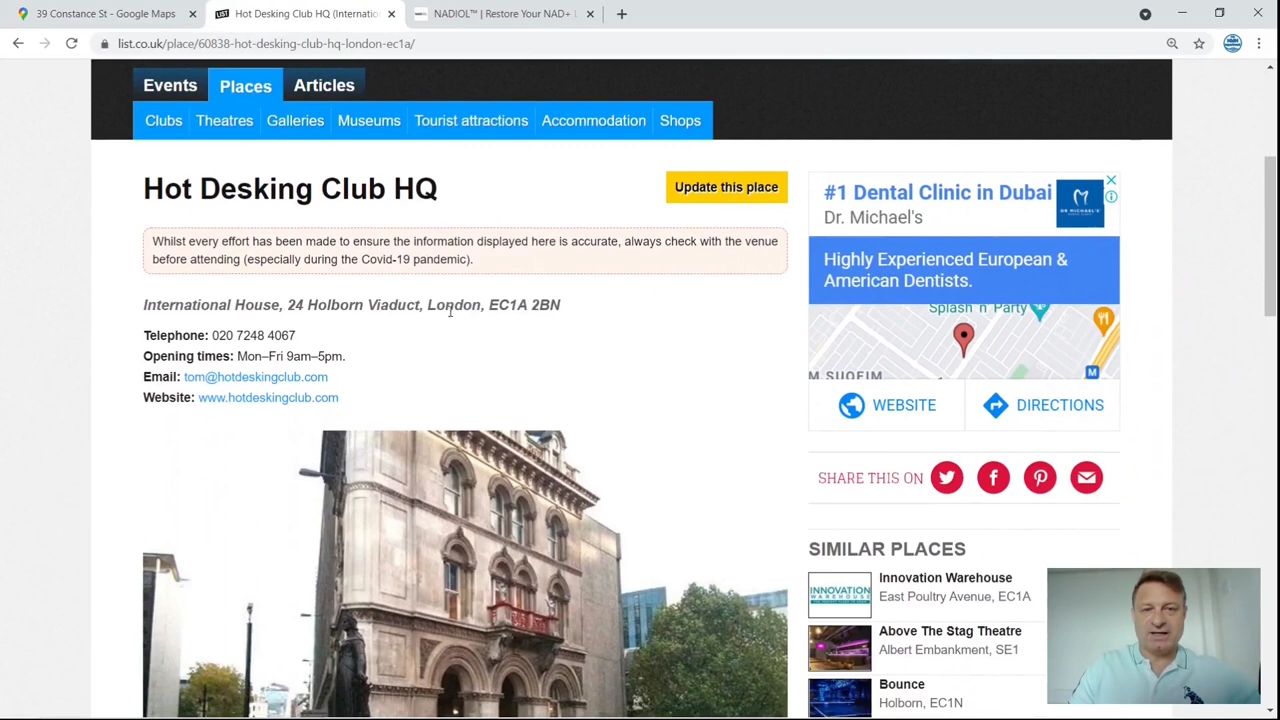 39 Constance St - Google Maps
Hot Desking Club HQ (Internatio
NADIOL™ | Restore Your NAD+ L
list.co.uk/place/60838-hot-desking-club-hq-london-ec1a/
Events Places Articles
Clubs Theatres Galleries Museums Tourist attractions Accommodation Shops
Hot Desking Club HQ
Update this place
Whilst every effort has been made to ensure the information displayed here is accurate, always check with the venue
before attending (especially during the Covid-19 pandemic).
International House, 24 Holborn Viaduct, London, EC1A 2BN
Telephone: 020 7248 4067
Opening times: Mon–Fri 9am–5pm.
Email: tom@hotdeskingclub.com
Website: www.hotdeskingclub.com
#1 Dental Clinic in Dubai
Dr. Michael's
Highly Experienced European &
American Dentists.
Splash 'n' Party
M SUQEIM
M
WEBSITE
DIRECTIONS
SHARE THIS ON
SIMILAR PLACES
INNOVATION
WAREHOUSE
Innovation Warehouse
East Poultry Avenue, EC1A
Above The Stag Theatre
Albert Embankment, SE1
Bounce
Holborn, EC1N